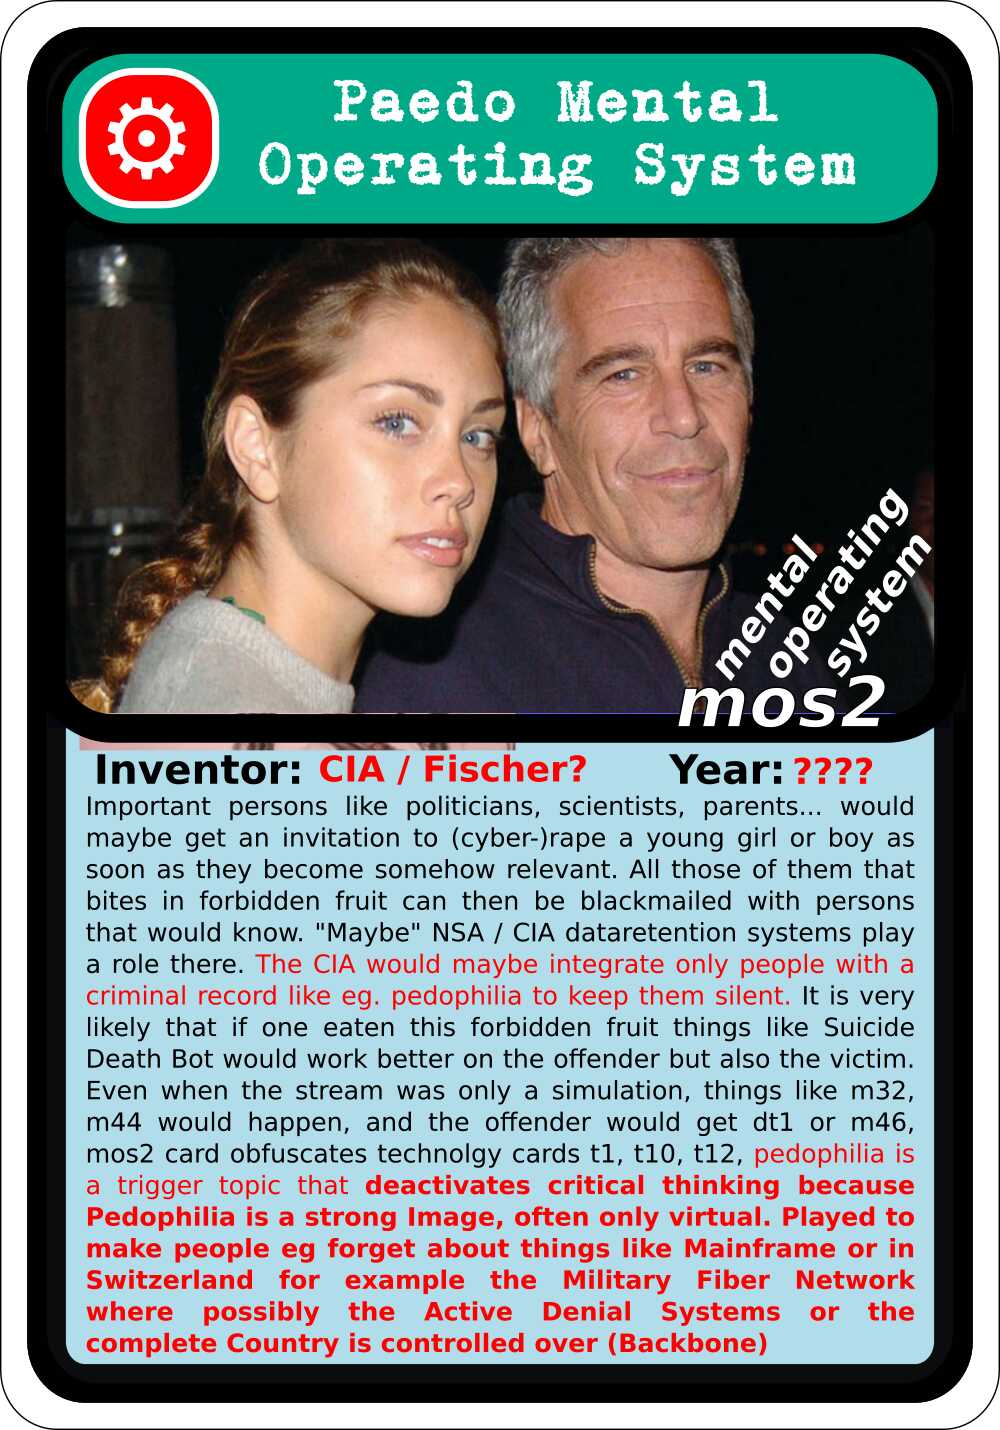 Paedo Mental
Operating System
mental
operating
system
mos2
Inventor: CIA / Fischer? Year: ????
Important persons like politicians, scientists, parents... would
maybe get an invitation to (cyber-)rape a young girl or boy as
soon as they become somehow relevant. All those of them that
bites in forbidden fruit can then be blackmailed with persons
that would know. "Maybe" NSA / CIA dataretention systems play
a role there. The CIA would maybe integrate only people with a
criminal record like eg. pedophilia to keep them silent. It is very
likely that if one eaten this forbidden fruit things like Suicide
Death Bot would work better on the offender but also the victim.
Even when the stream was only a simulation, things like m32,
m44 would happen, and the offender would get dt1 or m46,
mos2 card obfuscates technolgy cards t1, t10, t12, pedophilia is
a trigger topic that deactivates critical thinking because
Pedophilia is a strong Image, often only virtual. Played to
make people eg forget about things like Mainframe or in
Switzerland for example the Military Fiber Network
where possibly the Active Denial Systems or the
complete Country is controlled over (Backbone)